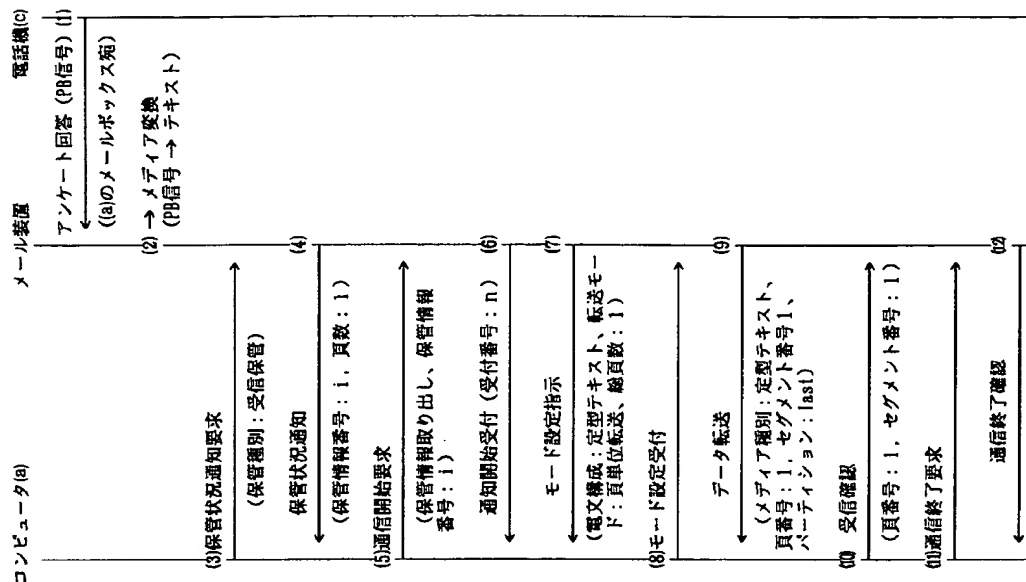 コンピュータ(a) メール装置 電話機(c)
アンケート回答 (PB信号) (1)
((a)のメールボックス宛)
(2) → メディア変換
(PB信号 → テキスト)
(3)保管状況通知要求
(保管種別：受信保管)
(4)
保管状況通知
(保管情報番号：i, 頁数：1)
(5)通信開始要求
(保管情報取り出し、保管情報
番号：i)
(6)
通知開始受付 (受付番号：n)
(7)
モード設定指示
(電文構成：定型テキスト、転送モー
ド：頁単位転送、総頁数：1)
(8)モード設定受付
(9)
データ転送
(メディア種別：定型テキスト、
頁番号：1, セグメント番号1、
パーティション：last)
(10) 受信確認
(頁番号：1, セグメント番号：1)
(11)通信終了要求
(12)
通信終了確認